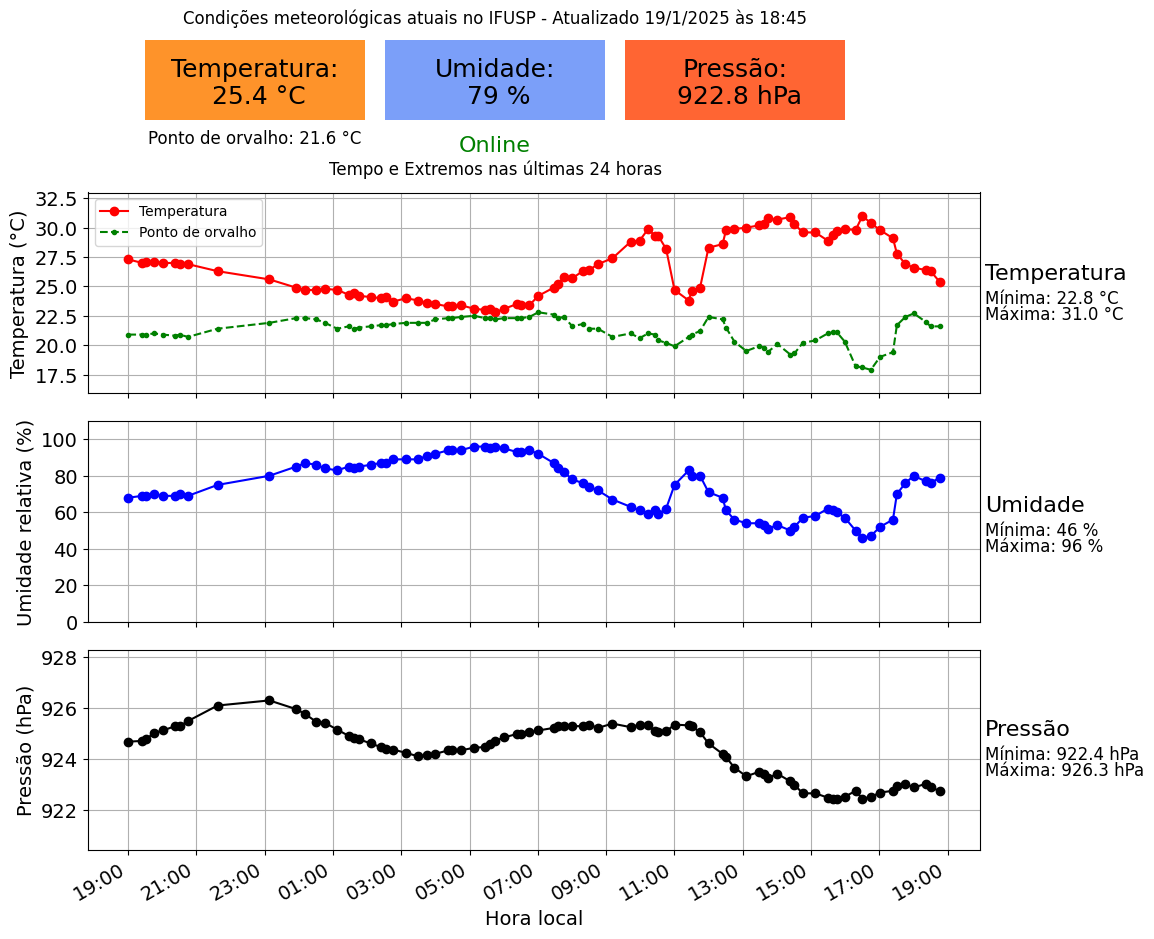 Condições meteorológicas atuais no IFUSP - Atualizado 19/1/2025 às 18:45
Temperatura:
25.4 °C
Umidade:
79 %
Pressão:
922.8 hPa
Ponto de orvalho: 21.6 °C
Online
Tempo e Extremos nas últimas 24 horas
Temperatura (°C)
32.5
30.0
27.5
25.0
22.5
20.0
17.5
Temperatura
Ponto de orvalho
Temperatura
Mínima: 22.8 °C
Máxima: 31.0 °C
Umidade relativa (%)
100
80
60
40
20
0
Umidade
Mínima: 46 %
Máxima: 96 %
Pressão (hPa)
928
926
924
922
Pressão
Mínima: 922.4 hPa
Máxima: 926.3 hPa
19:00 21:00 23:00 01:00 03:00 05:00 07:00 09:00 11:00 13:00 15:00 17:00 19:00
Hora local